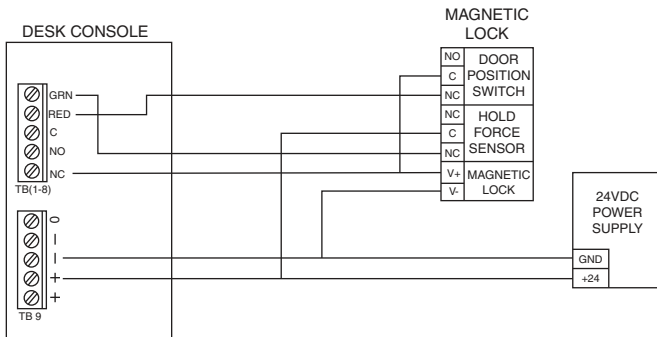 DESK CONSOLE
GRN
RED
C
NO
NC
TB(1-8)
O
|
|
+
+
TB 9
MAGNETIC
LOCK
NO
C
NC
DOOR
POSITION
SWITCH
NC
C
NC
HOLD
FORCE
SENSOR
V+
V-
MAGNETIC
LOCK
24VDC
POWER
SUPPLY
GND
+24